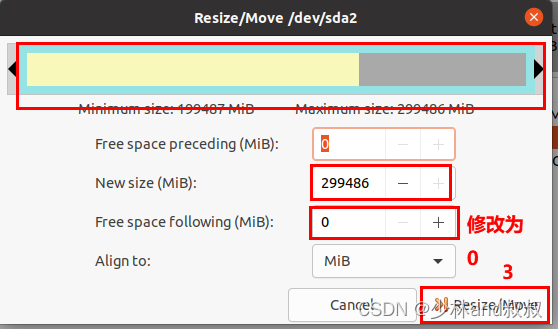 Resize/Move /dev/sda2
Minimum size: 199487 MiB Maximum size: 299486 MiB
Free space preceding (MiB): 0
New size (MiB): 299486
Free space following (MiB): 0
修改为
0
Align to: MiB
3
Cancel Resize/Move
CSDN @少林and叔叔